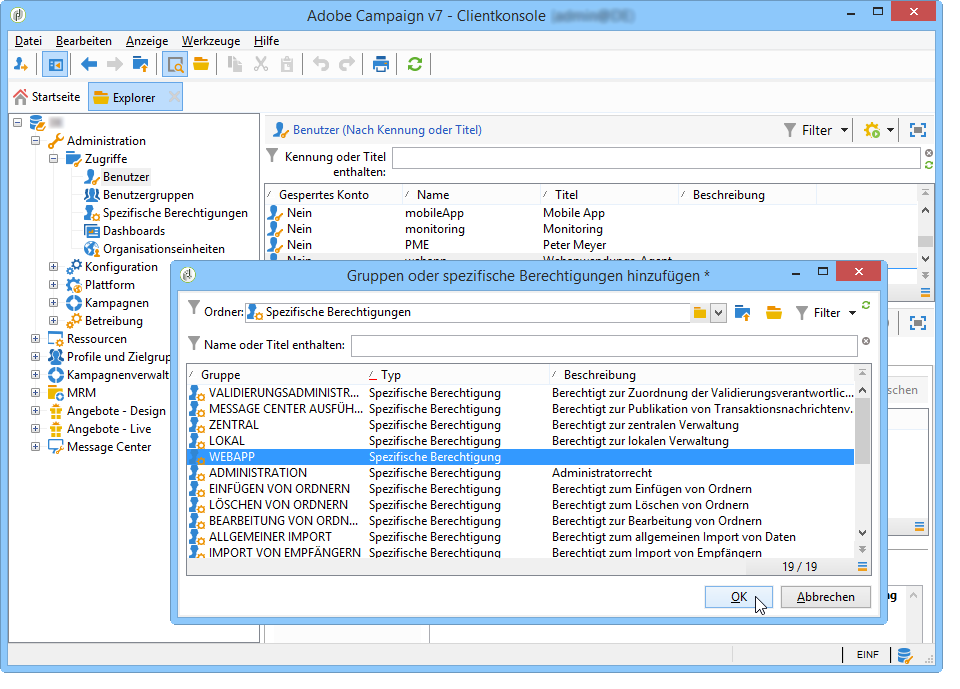 Adobe Campaign v7 - Clientkonsole
Datei Bearbeiten Anzeige Werkzeuge Hilfe
Startseite Explorer
Administration
Zugriffe
Benutzer
Benutzergruppen
Spezifische Berechtigungen
Dashboards
Organisationseinheiten
Konfiguration
Plattform
Kampagnen
Betreibung
Ressourcen
Profile und Zielgrup
Kampagnenverwalt
MRM
Angebote - Design
Angebote - Live
Message Center
Benutzer (Nach Kennung oder Titel) Filter
Kennung oder Titel
enthalten:
Gesperrtes Konto Name Titel Beschreibung
Nein mobileApp Mobile App
Nein monitoring Monitoring
Nein PME Peter Meyer
Gruppen oder spezifische Berechtigungen hinzufügen *
Ordner: Spezifische Berechtigungen Filter
Name oder Titel enthalten:
Gruppe Typ Beschreibung
VALIDIERUNGSADMINISTR... Spezifische Berechtigung Berechtigt zur Zuordnung der Validierungsverantwortlic...
MESSAGE CENTER AUSFÜH... Spezifische Berechtigung Berechtigt zur Publikation von Transaktionsnachrichtenv.
ZENTRAL Spezifische Berechtigung Berechtigt zur zentralen Verwaltung
LOKAL Spezifische Berechtigung Berechtigt zur lokalen Verwaltung
WEBAPP Spezifische Berechtigung
ADMINISTRATION Spezifische Berechtigung Administratorrecht
EINFÜGEN VON ORDNERN Spezifische Berechtigung Berechtigt zum Einfügen von Ordnern
LÖSCHEN VON ORDNERN Spezifische Berechtigung Berechtigt zum Löschen von Ordnern
BEARBEITUNG VON ORDN... Spezifische Berechtigung Berechtigt zur Bearbeitung von Ordnern
ALLGEMEINER IMPORT Spezifische Berechtigung Berechtigt zum allgemeinen Import von Daten
IMPORT VON EMPFÄNGERN Spezifische Berechtigung Berechtigt zum Import von Empfängern
19 / 19
OK Abbrechen
schen
ng
EINF